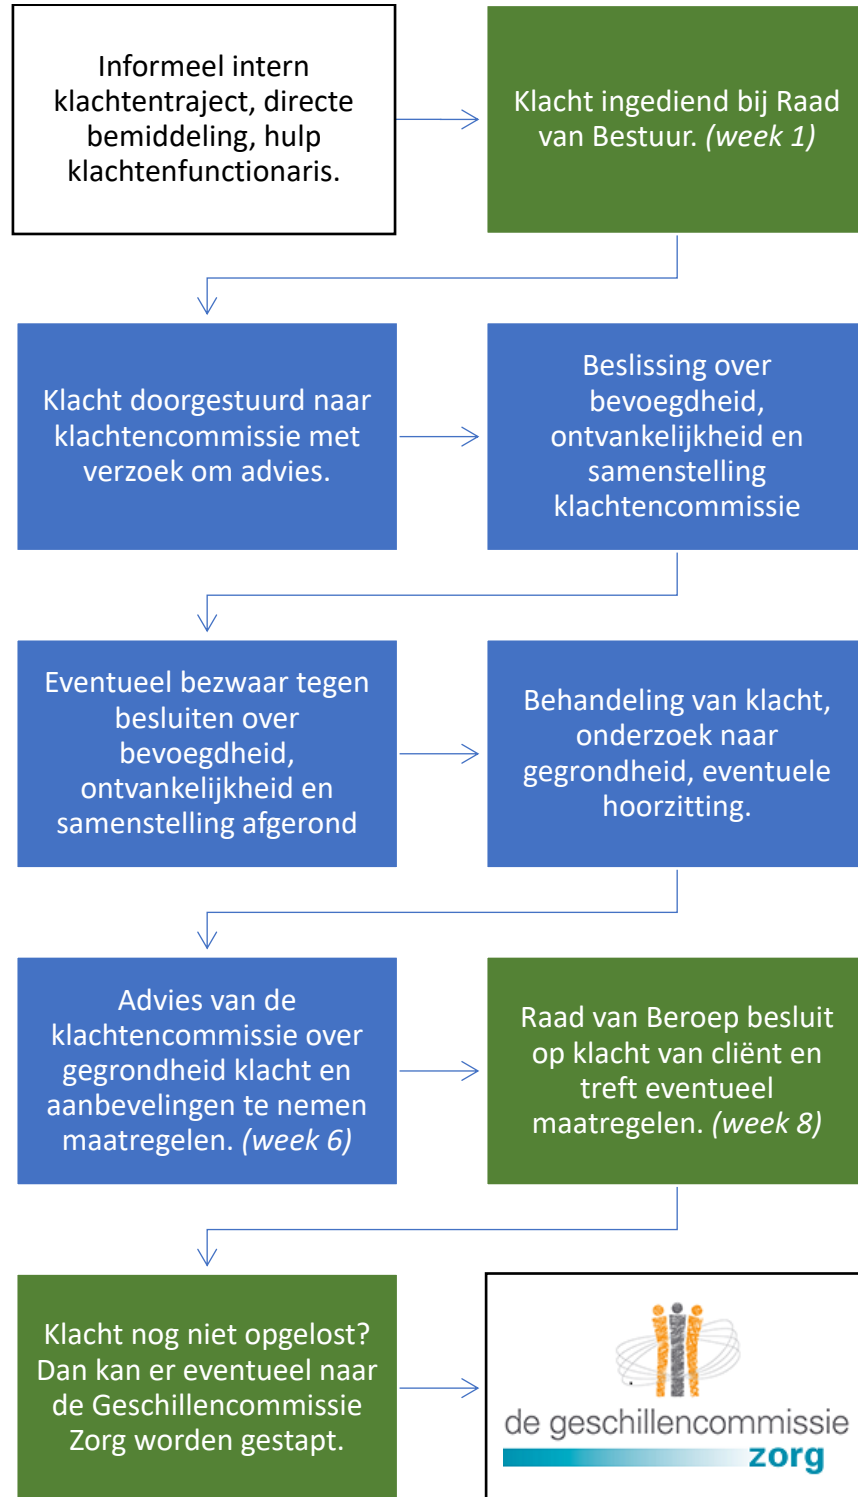 Informeel intern
klachtentraject, directe
bemiddeling, hulp
klachtenfunctionaris.
Klacht ingediend bij Raad
van Bestuur. (week 1)
Klacht doorgestuurd naar
klachtencommissie met
verzoek om advies.
Beslissing over
bevoegdheid,
ontvankelijkheid en
samenstelling
klachtencommissie
Eventueel bezwaar tegen
besluiten over
bevoegdheid,
ontvankelijkheid en
samenstelling afgerond
Behandeling van klacht,
onderzoek naar
gegrondheid, eventuele
hoorzitting.
Advies van de
klachtencommissie over
gegrondheid klacht en
aanbevelingen te nemen
maatregelen. (week 6)
Raad van Beroep besluit
op klacht van cliënt en
treft eventueel
maatregelen. (week 8)
Klacht nog niet opgelost?
Dan kan er eventueel naar
de Geschillencommissie
Zorg worden gestapt.
de geschillencommissie
zorg